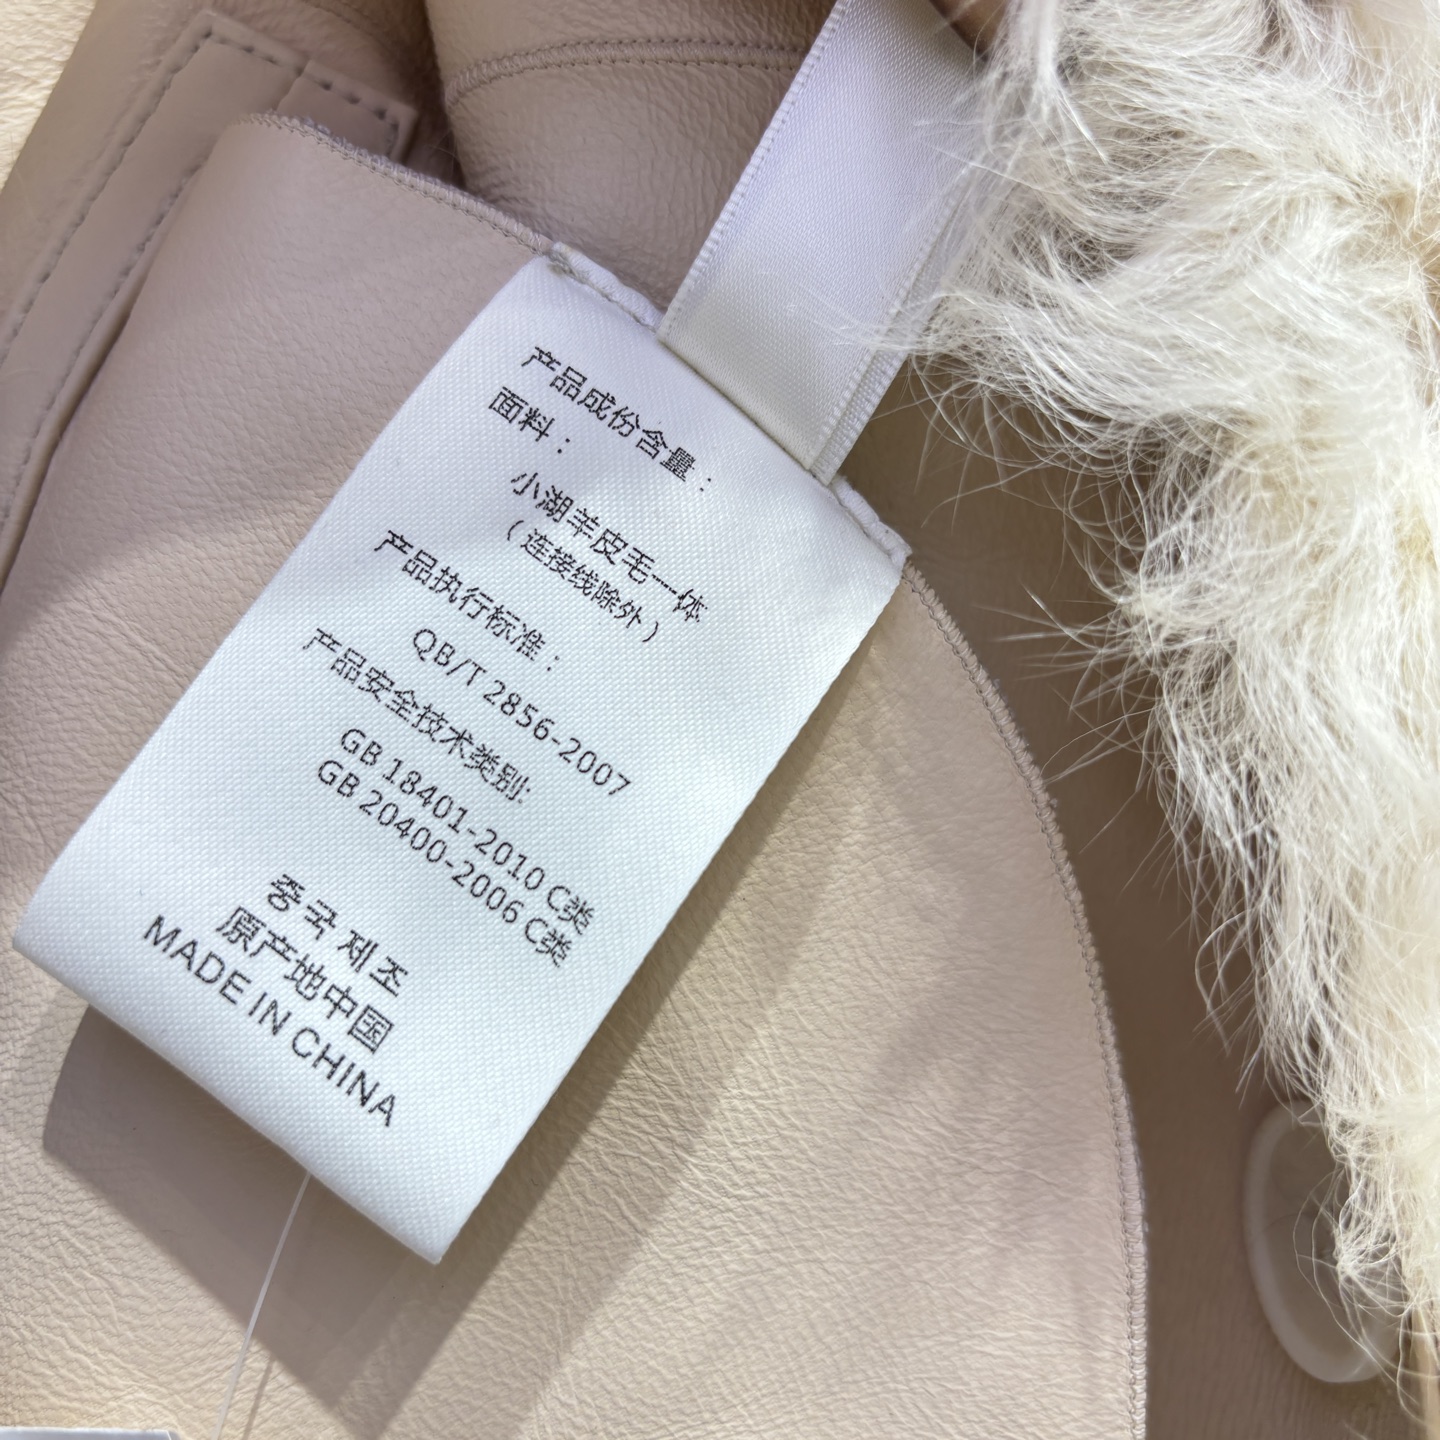 产品成份含量：
面料：
小湖羊皮毛一体
（连接线除外）
产品执行标准：
QB/T 2856-2007
产品安全技术类别:
GB 18401-2010 C类
GB 20400-2006 C类
중국 제조
原产地中国
MADE IN CHINA